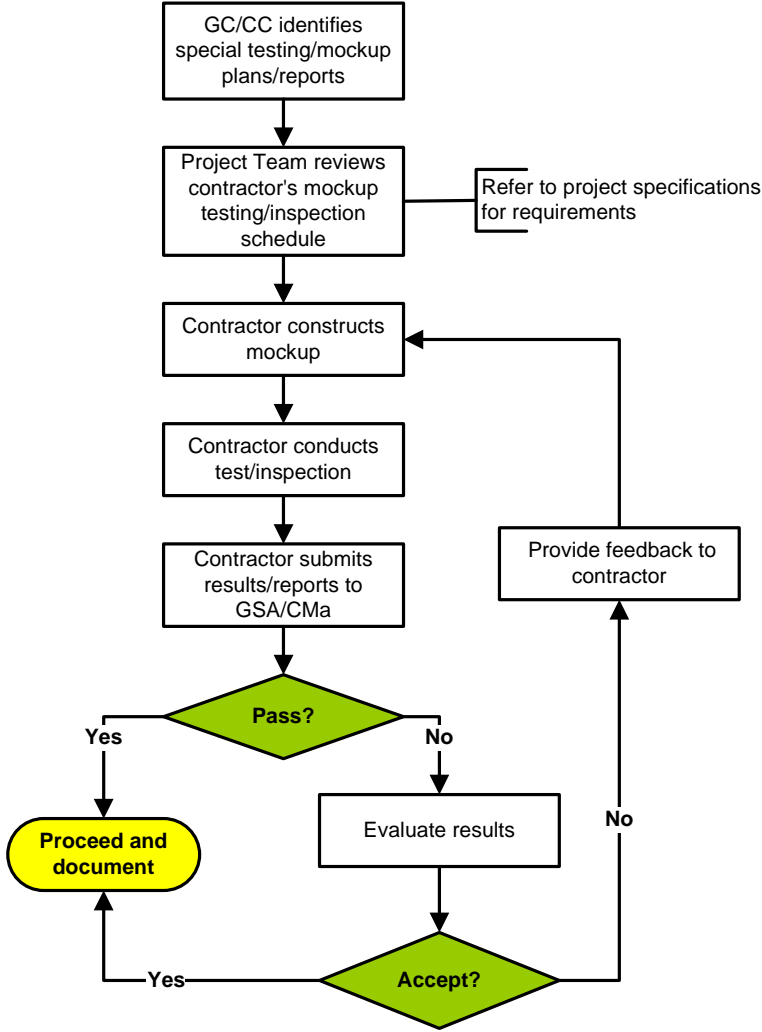 GC/CC identifies
special testing/mockup
plans/reports
Project Team reviews
contractor's mockup
testing/inspection
schedule
Refer to project specifications
for requirements
Contractor constructs
mockup
Contractor conducts
test/inspection
Contractor submits
results/reports to
GSA/CMa
Provide feedback to
contractor
Pass?
Yes
No
Evaluate results
No
Proceed and
document
Accept?
Yes